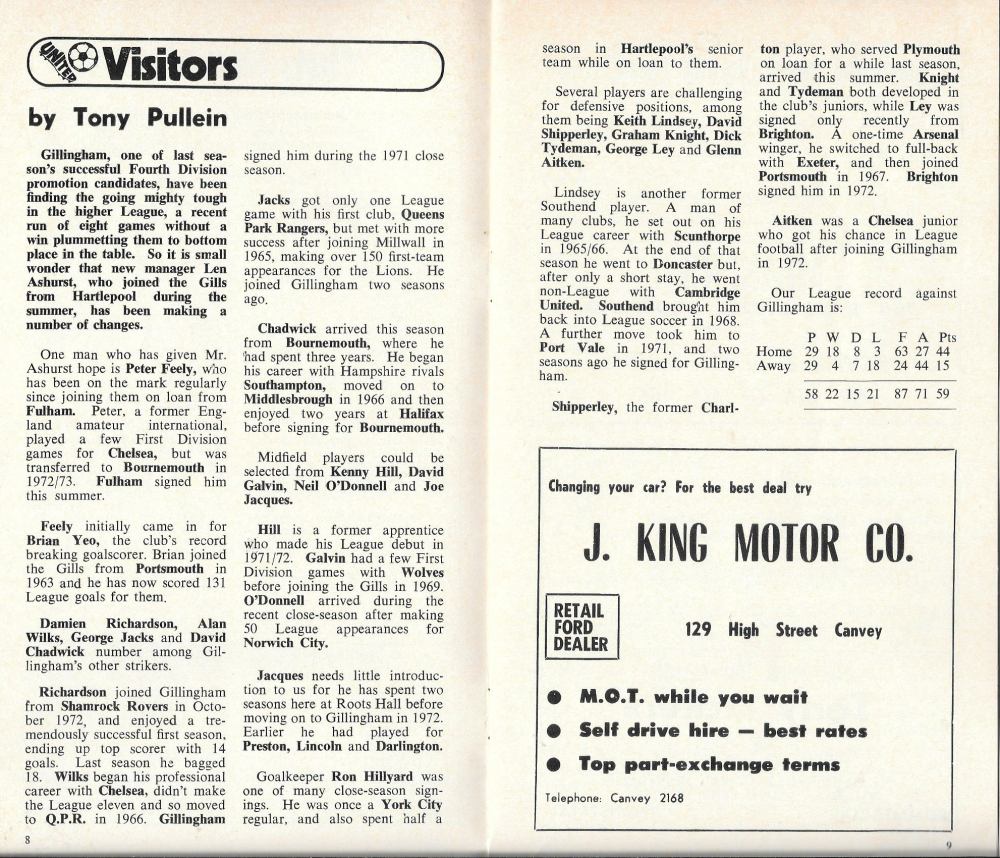 UNITED
Visitors
by Tony Pullein
Gillingham, one of last sea-
son's successful Fourth Division
promotion candidates, have been
finding the going mighty tough
in the higher League, a recent
run of eight games without a
win plummetting them to bottom
place in the table. So it is small
wonder that new manager Len
Ashurst, who joined the Gills
from Hartlepool during the
summer, has been making a
number of changes.
One man who has given Mr.
Ashurst hope is Peter Feely, who
has been on the mark regularly
since joining them on loan from
Fulham. Peter, a former Eng-
land amateur international,
played a few First Division
games for Chelsea, but was
transferred to Bournemouth in
1972/73. Fulham signed him
this summer.
Feely initially came in for
Brian Yeo, the club's record
breaking goalscorer. Brian joined
the Gills from Portsmouth in
1963 and he has now scored 131
League goals for them.
Damien Richardson, Alan
Wilks, George Jacks and David
Chadwick number among Gil-
lingham's other strikers.
Richardson joined Gillingham
from Shamrock Rovers in Octo-
ber 1972, and enjoyed a tre-
mendously successful first season,
ending up top scorer with 14
goals. Last season he bagged
18. Wilks began his professional
career with Chelsea, didn't make
the League eleven and so moved
to Q.P.R. in 1966. Gillingham
8
signed him during the 1971 close
season.
Jacks got only one League
game with his first club, Queens
Park Rangers, but met with more
success after joining Millwall in
1965, making over 150 first-team
appearances for the Lions. He
joined Gillingham two seasons
ago.
Chadwick arrived this season
from Bournemouth, where he
had spent three years. He began
his career with Hampshire rivals
Southampton, moved on to
Middlesbrough in 1966 and then
enjoyed two years at Halifax
before signing for Bournemouth.
Midfield players could be
selected from Kenny Hill, David
Galvin, Neil O'Donnell and Joe
Jacques.
Hill is a former apprentice
who made his League debut in
1971/72. Galvin had a few First
Division games with Wolves
before joining the Gills in 1969.
O'Donnell arrived during the
recent close-season after making
50 League appearances for
Norwich City.
Jacques needs little introduc-
tion to us for he has spent two
seasons here at Roots Hall before
moving on to Gillingham in 1972.
Earlier he had played for
Preston, Lincoln and Darlington.
Goalkeeper Ron Hillyard was
one of many close-season sign-
ings. He was once a York City
regular, and also spent half a
season in Hartlepool's senior
team while on loan to them.
Several players are challenging
for defensive positions, among
them being Keith Lindsey, David
Shipperley, Graham Knight, Dick
Tydeman, George Ley and Glenn
Aitken.
Lindsey is another former
Southend player. A man of
many clubs, he set out on his
League career with Scunthorpe
in 1965/66. At the end of that
season he went to Doncaster but,
after only a short stay, he went
non-League with Cambridge
United. Southend brought him
back into League soccer in 1968.
A further move took him to
Port Vale in 1971, and two
seasons ago he signed for Gilling-
ham.
Shipperley, the former Charl-
ton player, who served Plymouth
on loan for a while last season,
arrived this summer. Knight
and Tydeman both developed in
the club's juniors, while Ley was
signed only recently from
Brighton. A one-time Arsenal
winger, he switched to full-back
with Exeter, and then joined
Portsmouth in 1967. Brighton
signed him in 1972.
Aitken was a Chelsea junior
who got his chance in League
football after joining Gillingham
in 1972.
Our League record against
Gillingham is:
P W D L F A Pts
Home 29 18 8 3 63 27 44
Away 29 4 7 18 24 44 15
58 22 15 21 87 71 59
Changing your car? For the best deal try
J. KING MOTOR CO.
RETAIL
FORD
DEALER
129 High Street Canvey
● M.O.T. while you wait
● Self drive hire — best rates
● Top part-exchange terms
Telephone: Canvey 2168
9